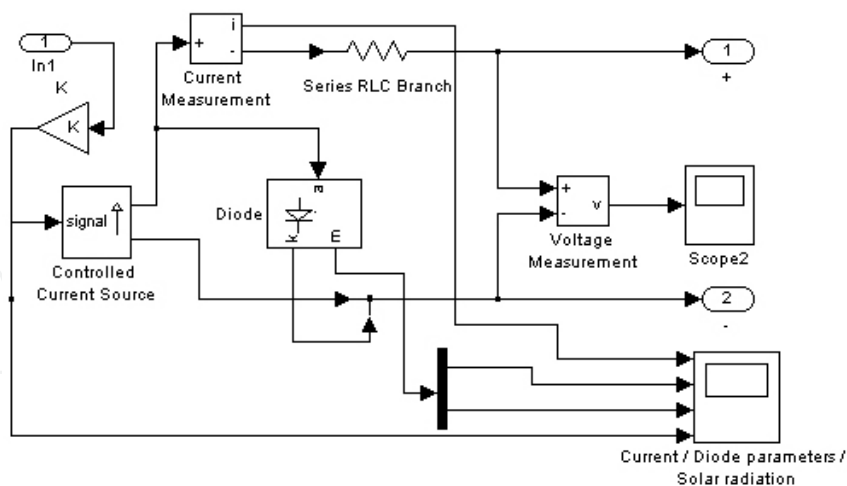 1
In1
K
K
+
i
-
Current
Measurement
Series RLC Branch
1
+
signal
Controlled
Current Source
Diode
a
k
m
+
-
v
Voltage
Measurement
Scope2
2
-
Current / Diode parameters /
Solar radiation